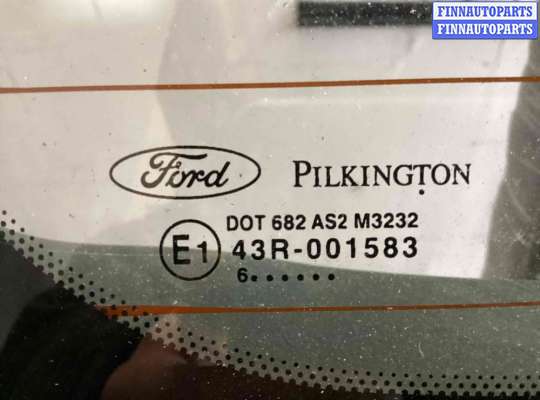 FINNAUTOPARTS
FINNAUTOPARTS
Ford PILKINGTON
DOT 682 AS2 M3232
E1 43R-001583
6......